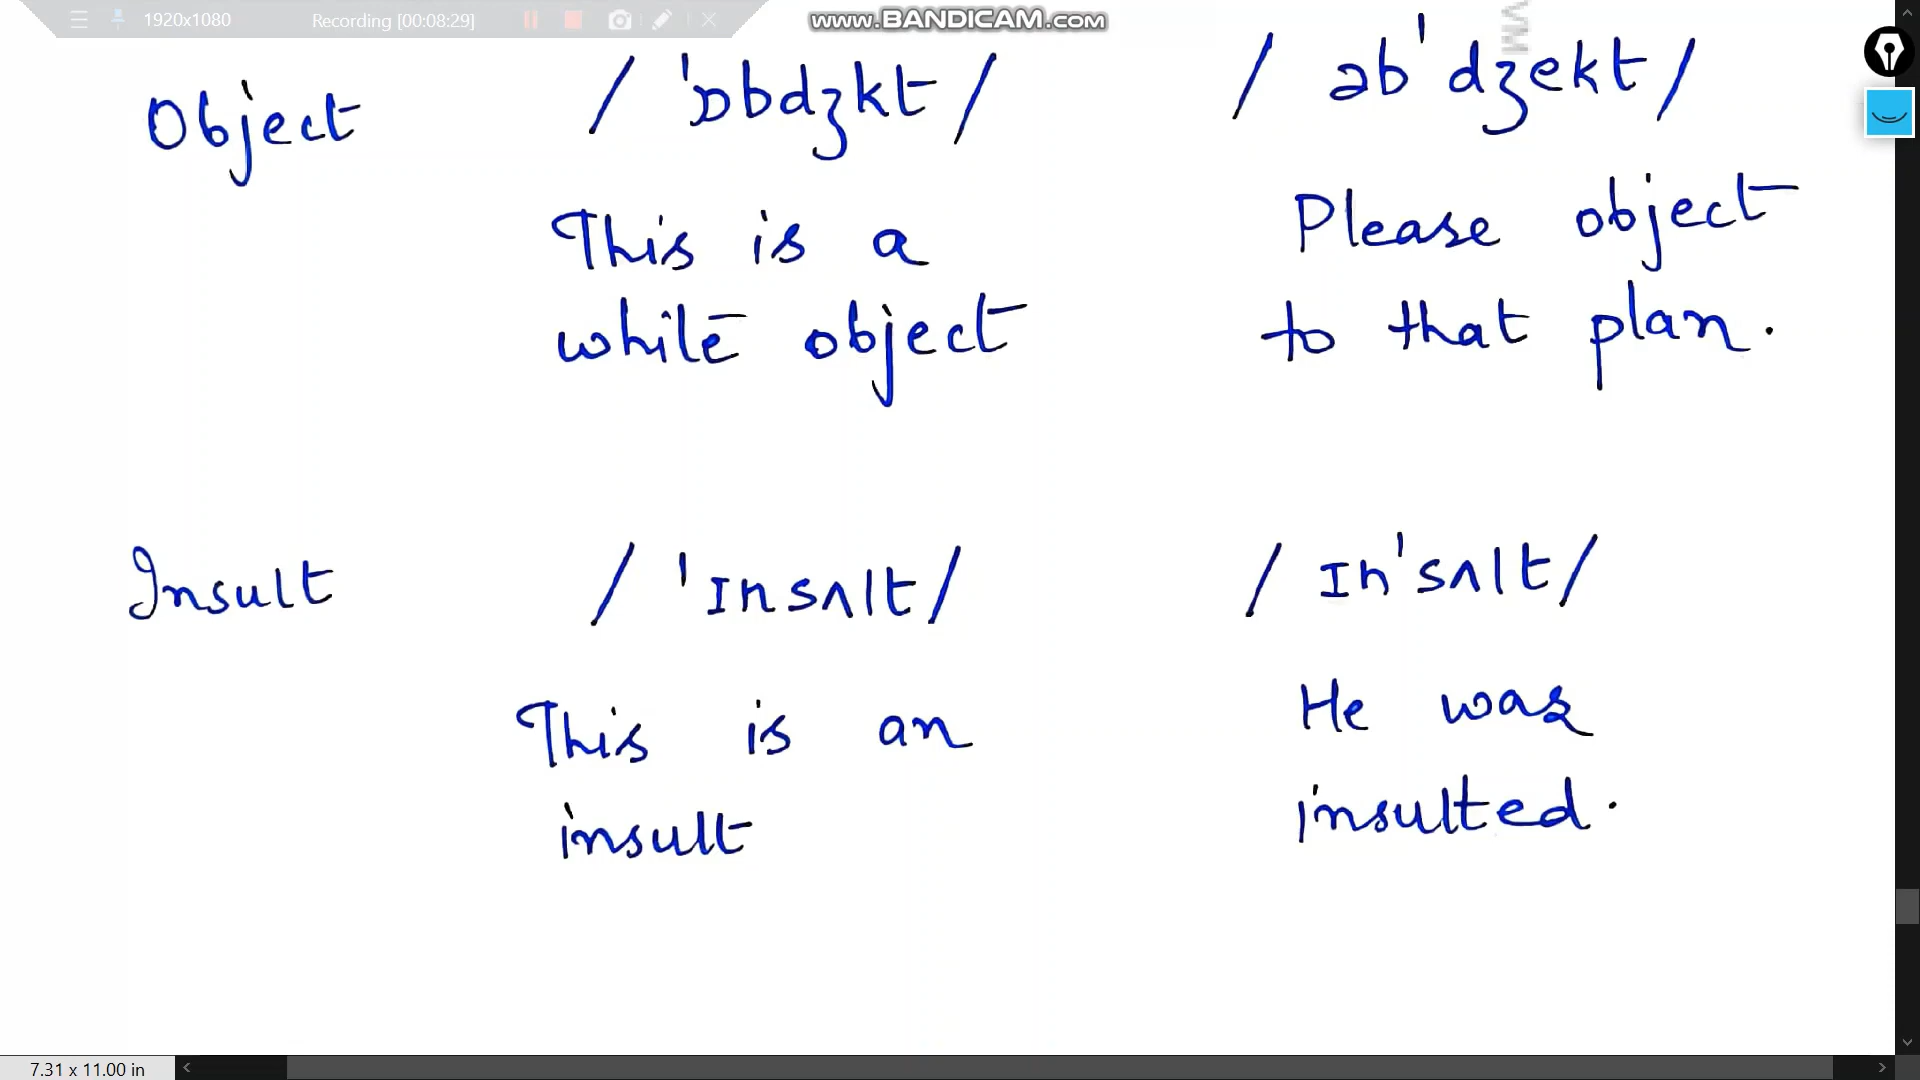 1920x1080 Recording [00:08:29] www.BANDICAM.com
Object /ˈɒbdʒkt/ /əbˈdʒekt/
This is a Please object
white object to that plan.
Insult /ˈɪnsʌlt/ /ɪnˈsʌlt/
This is an He was
insult insulted.
7.31 x 11.00 in